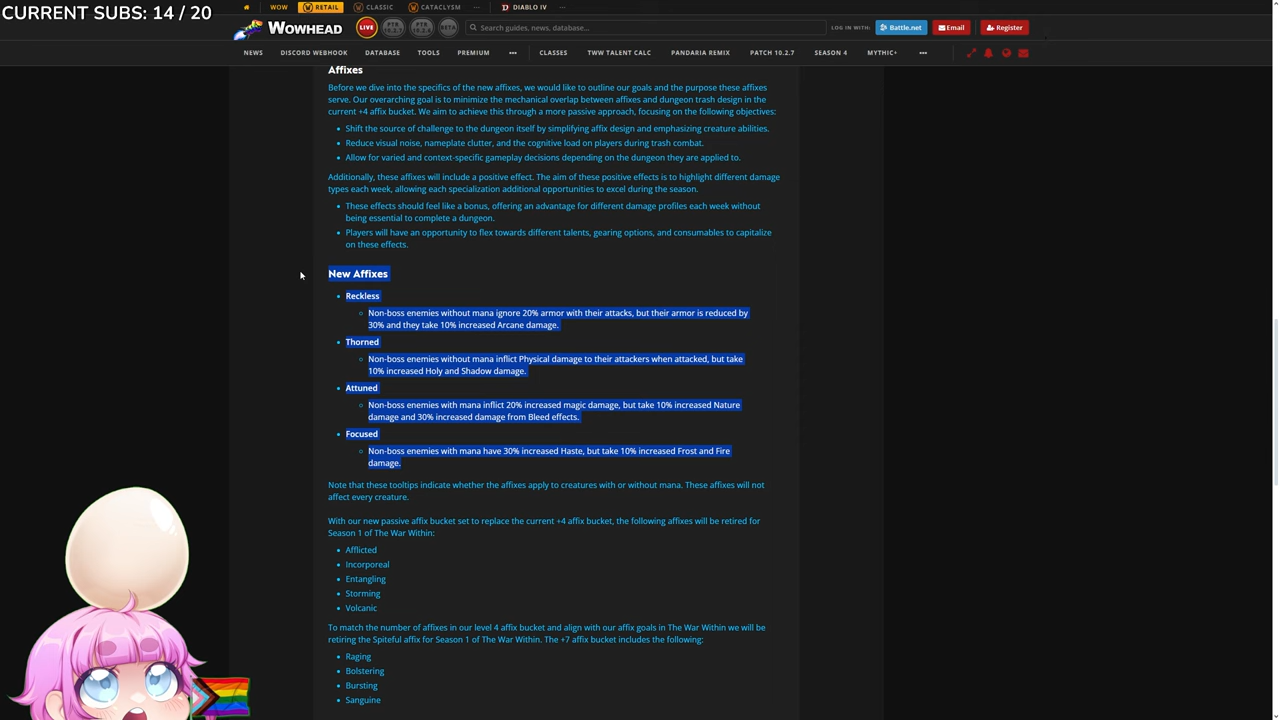 CURRENT SUBS: 14 / 20
WOW
RETAIL
CLASSIC
CATACLYSM
DIABLO IV
WOWHEAD
LIVE
Search guides, news, database...
LOG IN WITH:
Battle.net
Email
Register
NEWS
DISCORD WEBHOOK
DATABASE
TOOLS
PREMIUM
CLASSES
TWW TALENT CALC
PANDARIA REMIX
PATCH 10.2.7
SEASON 4
MYTHIC+
Affixes
Before we dive into the specifics of the new affixes, we would like to outline our goals and the purpose these affixes
serve. Our overarching goal is to minimize the mechanical overlap between affixes and dungeon trash design in the
current +4 affix bucket. We aim to achieve this through a more passive approach, focusing on the following objectives:
Shift the source of challenge to the dungeon itself by simplifying affix design and emphasizing creature abilities.
Reduce visual noise, nameplate clutter, and the cognitive load on players during trash combat.
Allow for varied and context-specific gameplay decisions depending on the dungeon they are applied to.
Additionally, these affixes will include a positive effect. The aim of these positive effects is to highlight different damage
types each week, allowing each specialization additional opportunities to excel during the season.
These effects should feel like a bonus, offering an advantage for different damage profiles each week without
being essential to complete a dungeon.
Players will have an opportunity to flex towards different talents, gearing options, and consumables to capitalize
on these effects.
New Affixes
Reckless
Non-boss enemies without mana ignore 20% armor with their attacks, but their armor is reduced by
30% and they take 10% increased Arcane damage.
Thorned
Non-boss enemies without mana inflict Physical damage to their attackers when attacked, but take
10% increased Holy and Shadow damage.
Attuned
Non-boss enemies with mana inflict 20% increased magic damage, but take 10% increased Nature
damage and 30% increased damage from Bleed effects.
Focused
Non-boss enemies with mana have 30% increased Haste, but take 10% increased Frost and Fire
damage.
Note that these tooltips indicate whether the affixes apply to creatures with or without mana. These affixes will not
affect every creature.
With our new passive affix bucket set to replace the current +4 affix bucket, the following affixes will be retired for
Season 1 of The War Within:
Afflicted
Incorporeal
Entangling
Storming
Volcanic
To match the number of affixes in our level 4 affix bucket and align with our affix goals in The War Within we will be
retiring the Spiteful affix for Season 1 of The War Within. The +7 affix bucket includes the following:
Raging
Bolstering
Bursting
Sanguine